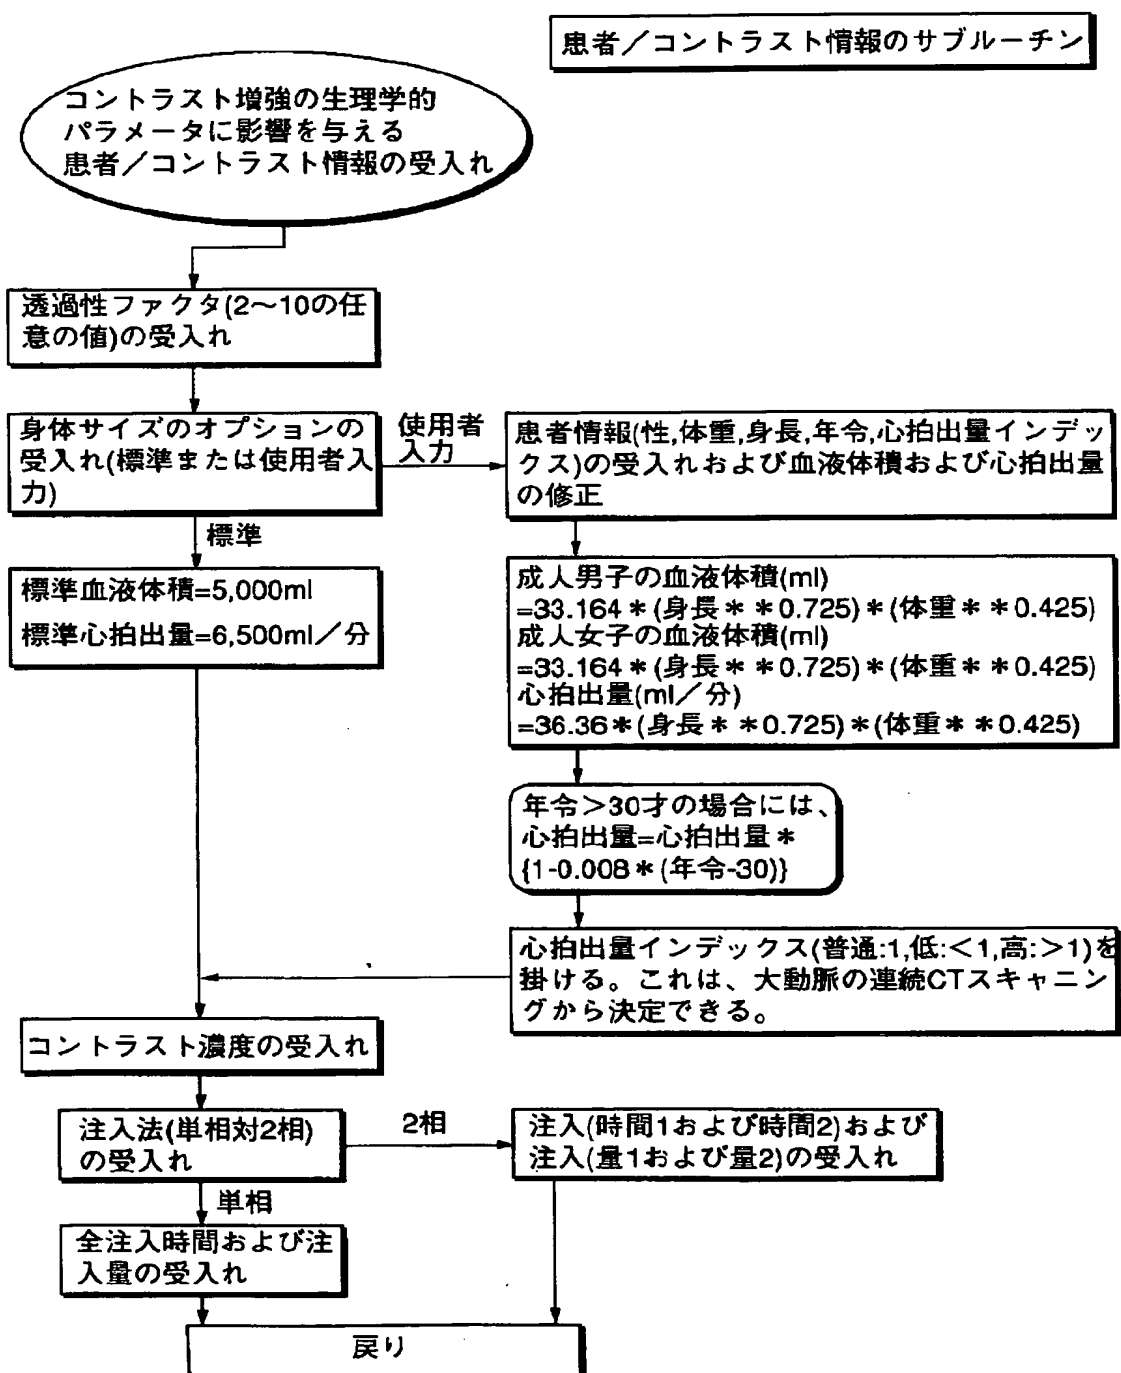 患者／コントラスト情報のサブルーチン
コントラスト増強の生理学的
パラメータに影響を与える
患者／コントラスト情報の受入れ
透過性ファクタ(2〜10の任
意の値)の受入れ
身体サイズのオプションの
受入れ(標準または使用者入
力)
使用者
入力
患者情報(性,体重,身長,年令,心拍出量インデッ
クス)の受入れおよび血液体積および心拍出量
の修正
標準
標準血液体積=5,000ml
標準心拍出量=6,500ml／分
成人男子の血液体積(ml)
=33.164＊(身長＊＊0.725)＊(体重＊＊0.425)
成人女子の血液体積(ml)
=33.164＊(身長＊＊0.725)＊(体重＊＊0.425)
心拍出量(ml／分)
=36.36＊(身長＊＊0.725)＊(体重＊＊0.425)
年令＞30才の場合には、
心拍出量=心拍出量＊
{1-0.008＊(年令-30)}
心拍出量インデックス(普通:1,低:＜1,高:＞1)を
掛ける。これは、大動脈の連続CTスキャニン
グから決定できる。
コントラスト濃度の受入れ
注入法(単相対2相)
の受入れ
2相
注入(時間1および時間2)および
注入(量1および量2)の受入れ
単相
全注入時間および注
入量の受入れ
戻り